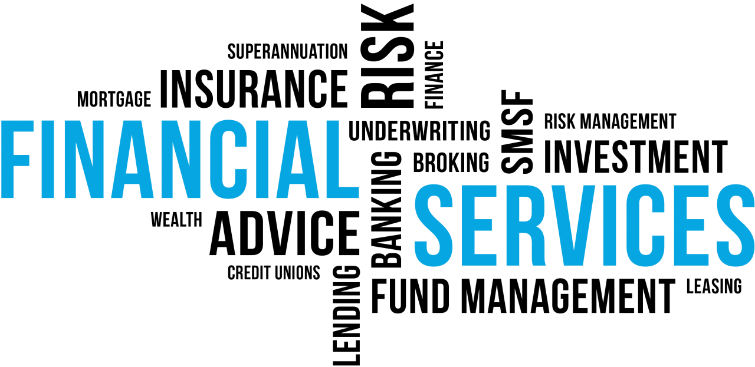 SUPERANNUATION
RISK
FINANCE
MORTGAGE
INSURANCE
SMSF
RISK MANAGEMENT
FINANCIAL
UNDERWRITING
BROKING
INVESTMENT
BANKING
SERVICES
WEALTH
ADVICE
CREDIT UNIONS
LENDING
FUND MANAGEMENT
LEASING